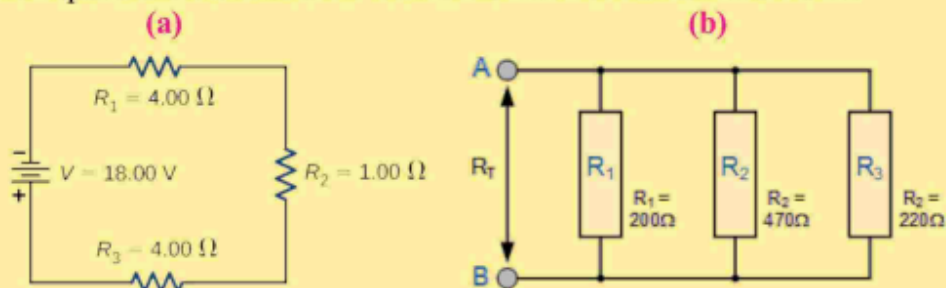 (a)
(b)
R₁ = 4.00 Ω
V = 18.00 V
R₂ = 1.00 Ω
R₃ = 4.00 Ω
-
+
A
B
R_T
R₁
R₁ =
200Ω
R₂
R₂ =
470Ω
R₃
R₂ =
220Ω